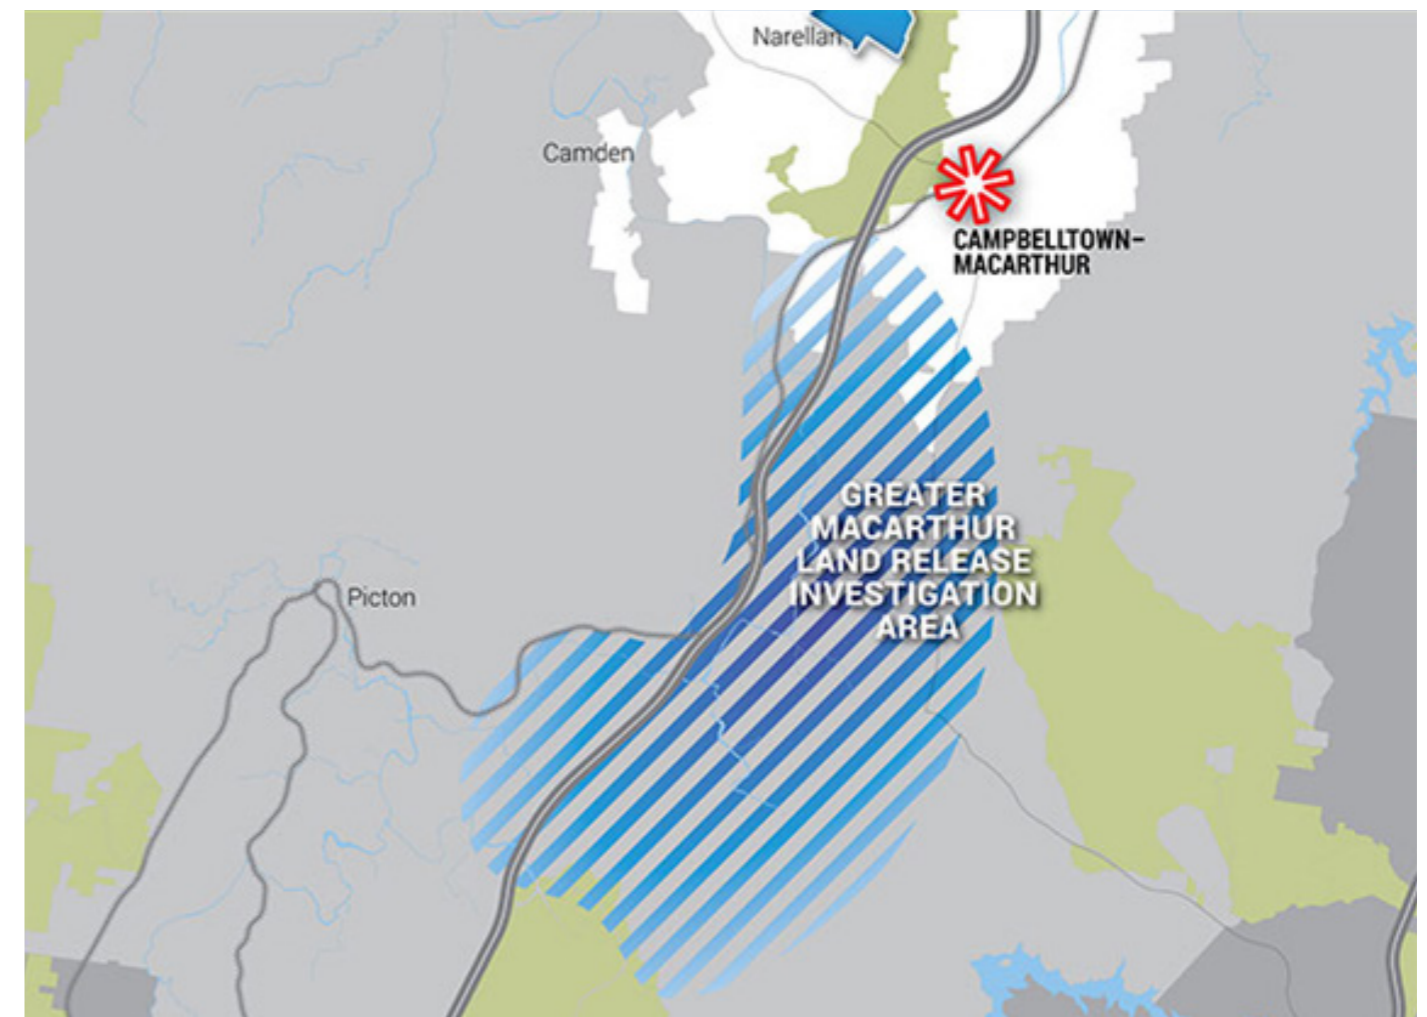 Narellan
Camden
CAMPBELLTOWN–
MACARTHUR
GREATER
MACARTHUR
LAND RELEASE
INVESTIGATION
AREA
Picton